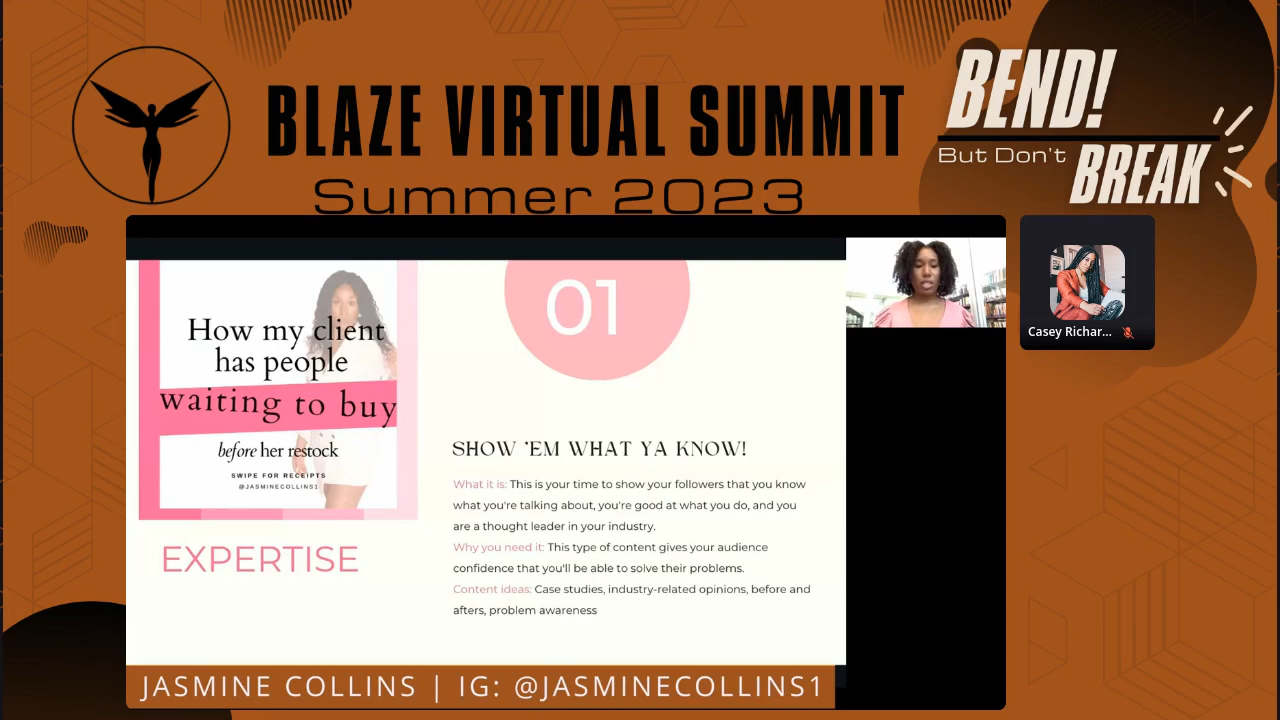 BLAZE VIRTUAL SUMMIT
Summer 2023
BEND!
But Don't
BREAK
How my client
has people
waiting to buy
before her restock
SWIPE FOR RECEIPTS
@JASMINECOLLINS1
EXPERTISE
01
SHOW 'EM WHAT YA KNOW!
What it is: This is your time to show your followers that you know
what you're talking about, you're good at what you do, and you
are a thought leader in your industry.
Why you need it: This type of content gives your audience
confidence that you'll be able to solve their problems.
Content ideas: Case studies, industry-related opinions, before and
afters, problem awareness
Casey Richar...
JASMINE COLLINS | IG: @JASMINECOLLINS1